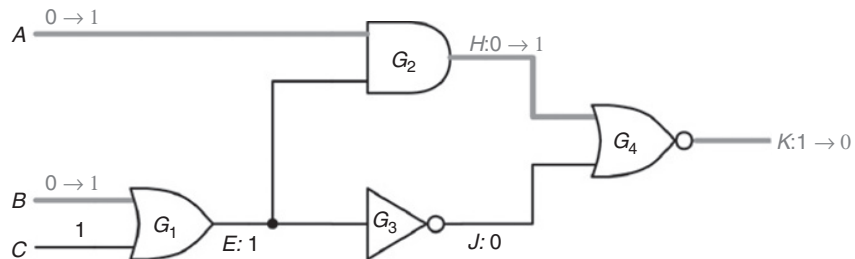 0 → 1
A
G2
H:0 → 1
G4
K:1 → 0
0 → 1
B
1
C
G1
E: 1
G3
J: 0